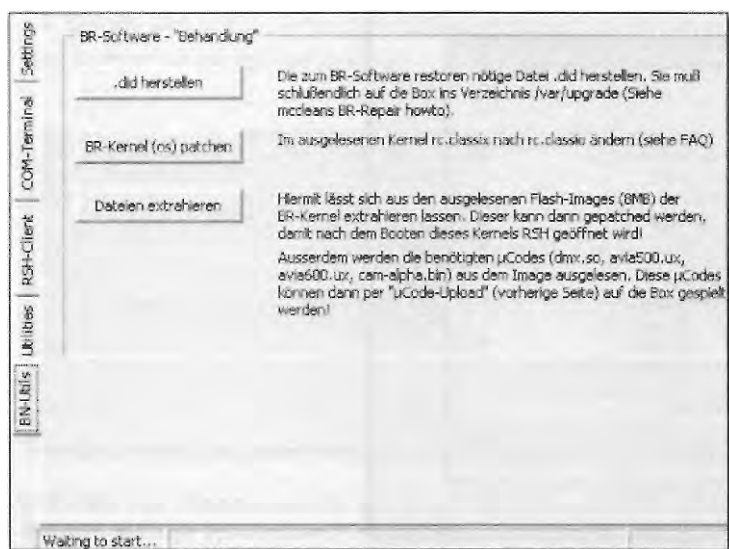 Settings
COM-Terminal
RSH-Client
Utilities
BN-Utils
BR-Software - "Behandlung"
.did herstellen
Die zum BR-Software restoren nötige Datei .did herstellen. Sie muß
schlußendlich auf die Box ins Verzeichnis /var/upgrade (Siehe
mccleans BR-Repair howto).
BR-Kernel (os) patchen
Im ausgelesenen Kernel rc.classix nach rc.classic ändern (siehe FAQ)
Dateien extrahieren
Hiermit lässt sich aus den ausgelesenen Flash-Images (8MB) der
BR-Kernel extrahieren lassen. Dieser kann dann gepatched werden,
damit nach dem Booten dieses Kernels RSH geöffnet wird!
Ausserdem werden die benötigten µCodes (dmx.so, avia500.ux,
avia600.ux, cam-alpha.bin) aus dem Image ausgelesen. Diese µCodes
können dann per "µCode-Upload" (vorherige Seite) auf die Box gespielt
werden!
Waiting to start...